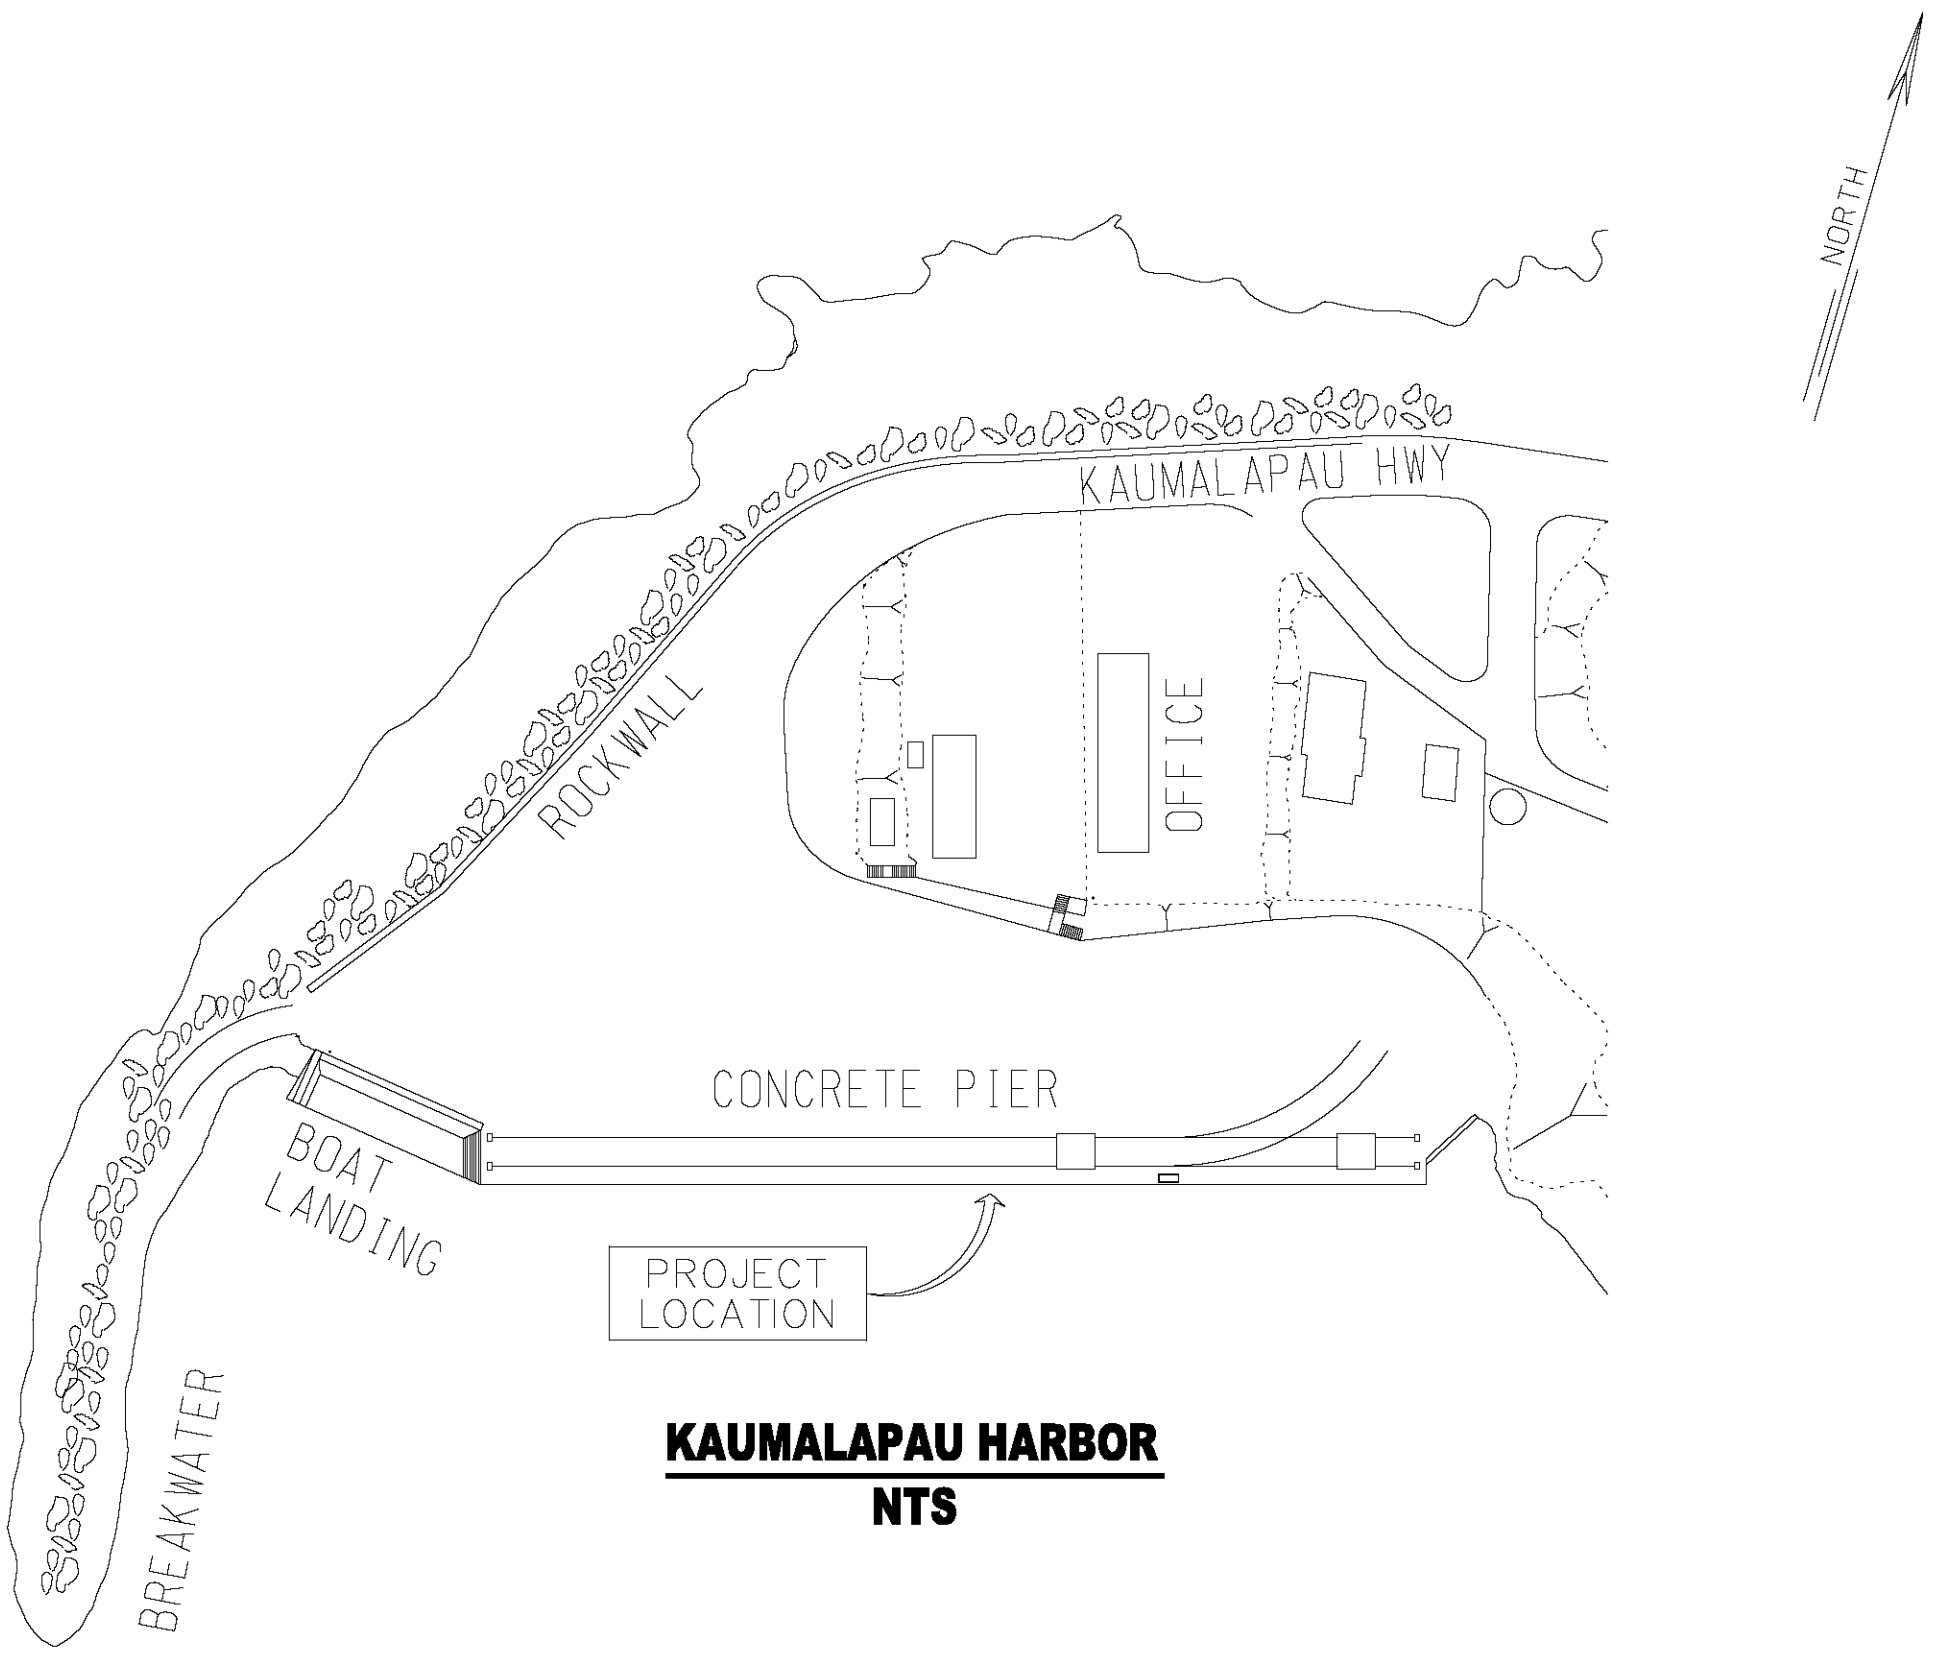 NORTH
KAUMALAPAU HWY
ROCKWALL
OFFICE
CONCRETE PIER
BOAT
LANDING
PROJECT
LOCATION
BREAKWATER
KAUMALAPAU HARBOR
NTS